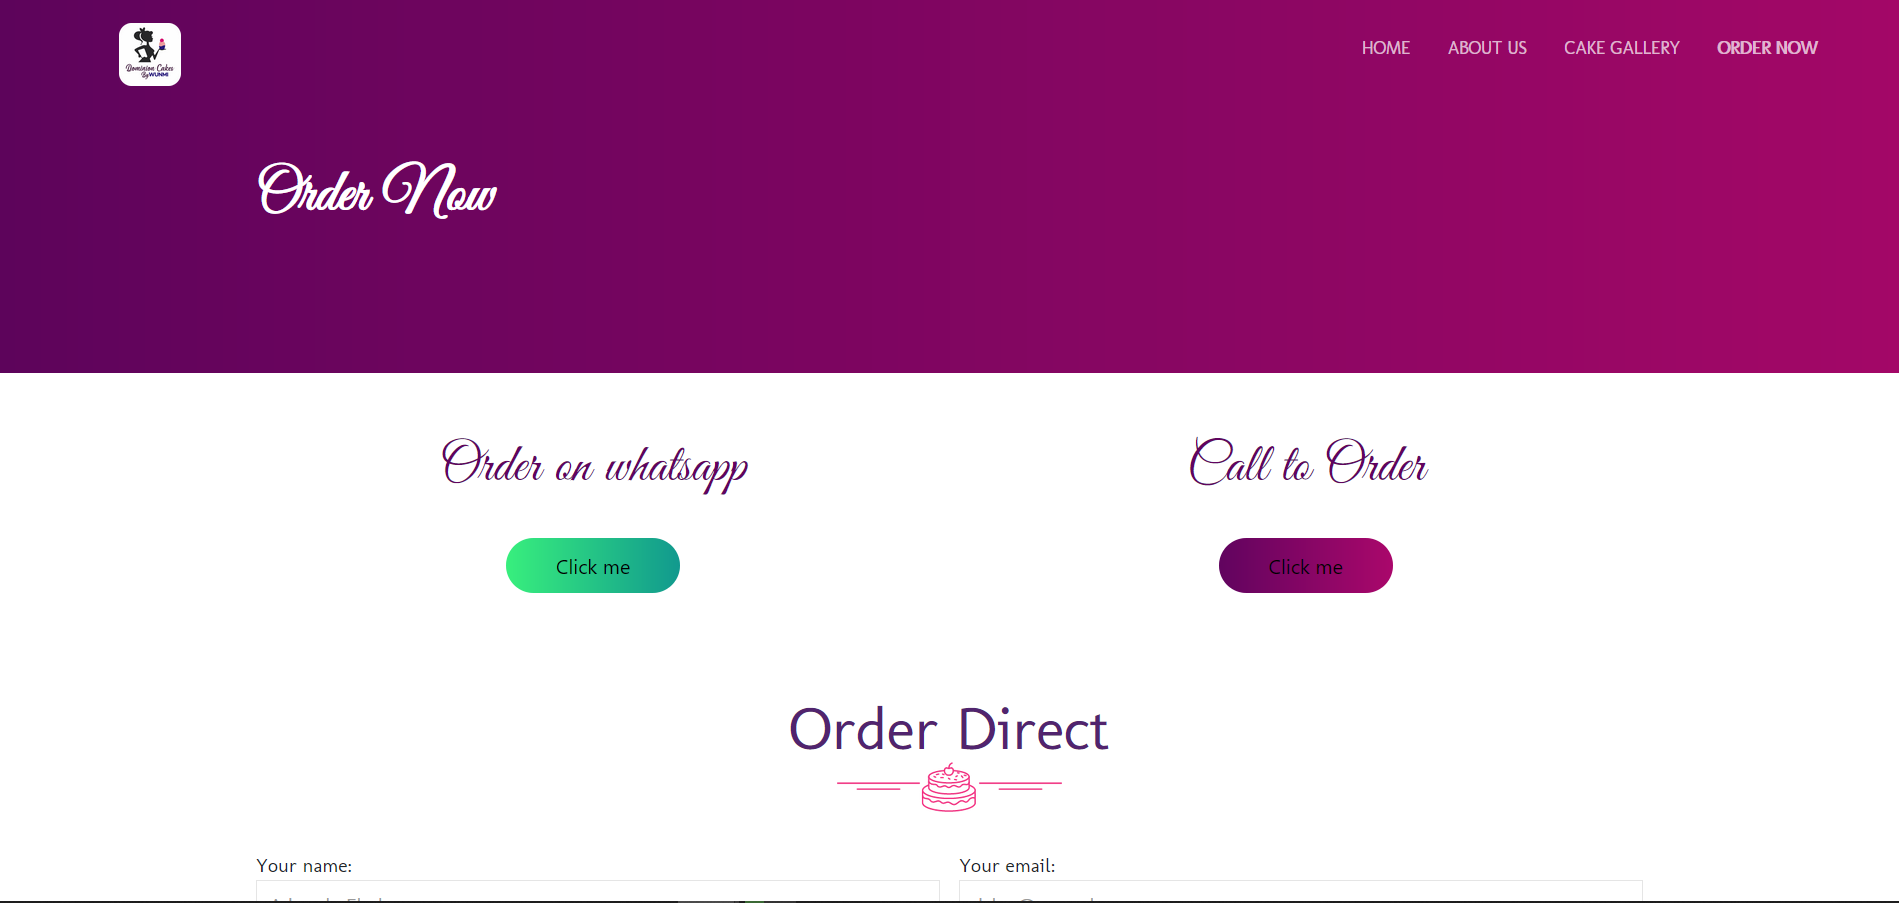 Dominion Cakes
By WUNMI
HOME ABOUT US CAKE GALLERY ORDER NOW
Order Now
Order on whatsapp
Call to Order
Click me
Click me
Order Direct
Your name:
Your email: